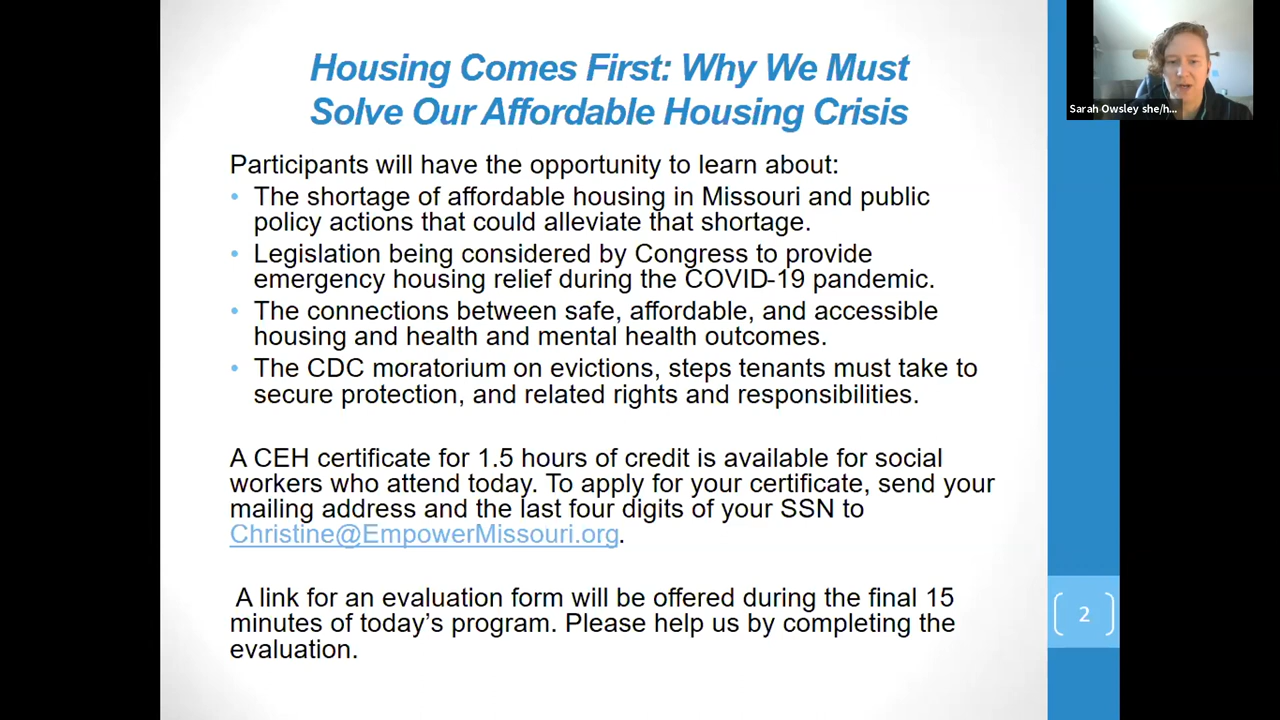 Housing Comes First: Why We Must
Solve Our Affordable Housing Crisis
Sarah Owsley she/h...
Participants will have the opportunity to learn about:
• The shortage of affordable housing in Missouri and public
policy actions that could alleviate that shortage.
• Legislation being considered by Congress to provide
emergency housing relief during the COVID-19 pandemic.
• The connections between safe, affordable, and accessible
housing and health and mental health outcomes.
• The CDC moratorium on evictions, steps tenants must take to
secure protection, and related rights and responsibilities.
A CEH certificate for 1.5 hours of credit is available for social
workers who attend today. To apply for your certificate, send your
mailing address and the last four digits of your SSN to
Christine@EmpowerMissouri.org.
A link for an evaluation form will be offered during the final 15
minutes of today’s program. Please help us by completing the
evaluation.
2